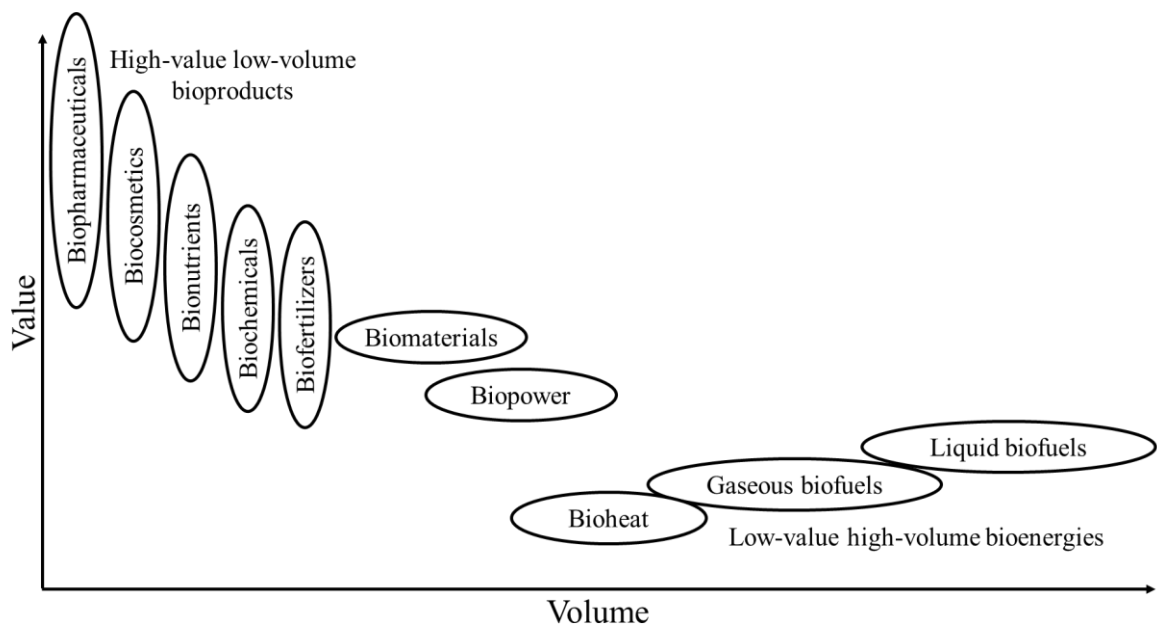 High-value low-volume
bioproducts
Biopharmaceuticals
Biocosmetics
Bionutrients
Biochemicals
Biofertilizers
Value
Biomaterials
Biopower
Liquid biofuels
Gaseous biofuels
Bioheat
Low-value high-volume bioenergies
Volume